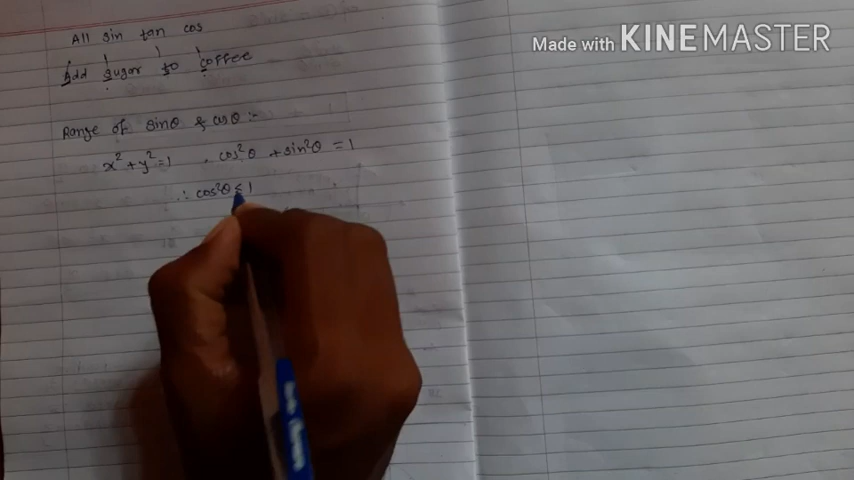 All sin tan cos
Add sugar to coffee
Made with KINEMASTER
Range of sinθ & cosθ :-
x² + y² = 1 . cos²θ + sin²θ = 1
∴ cos²θ ≤ 1